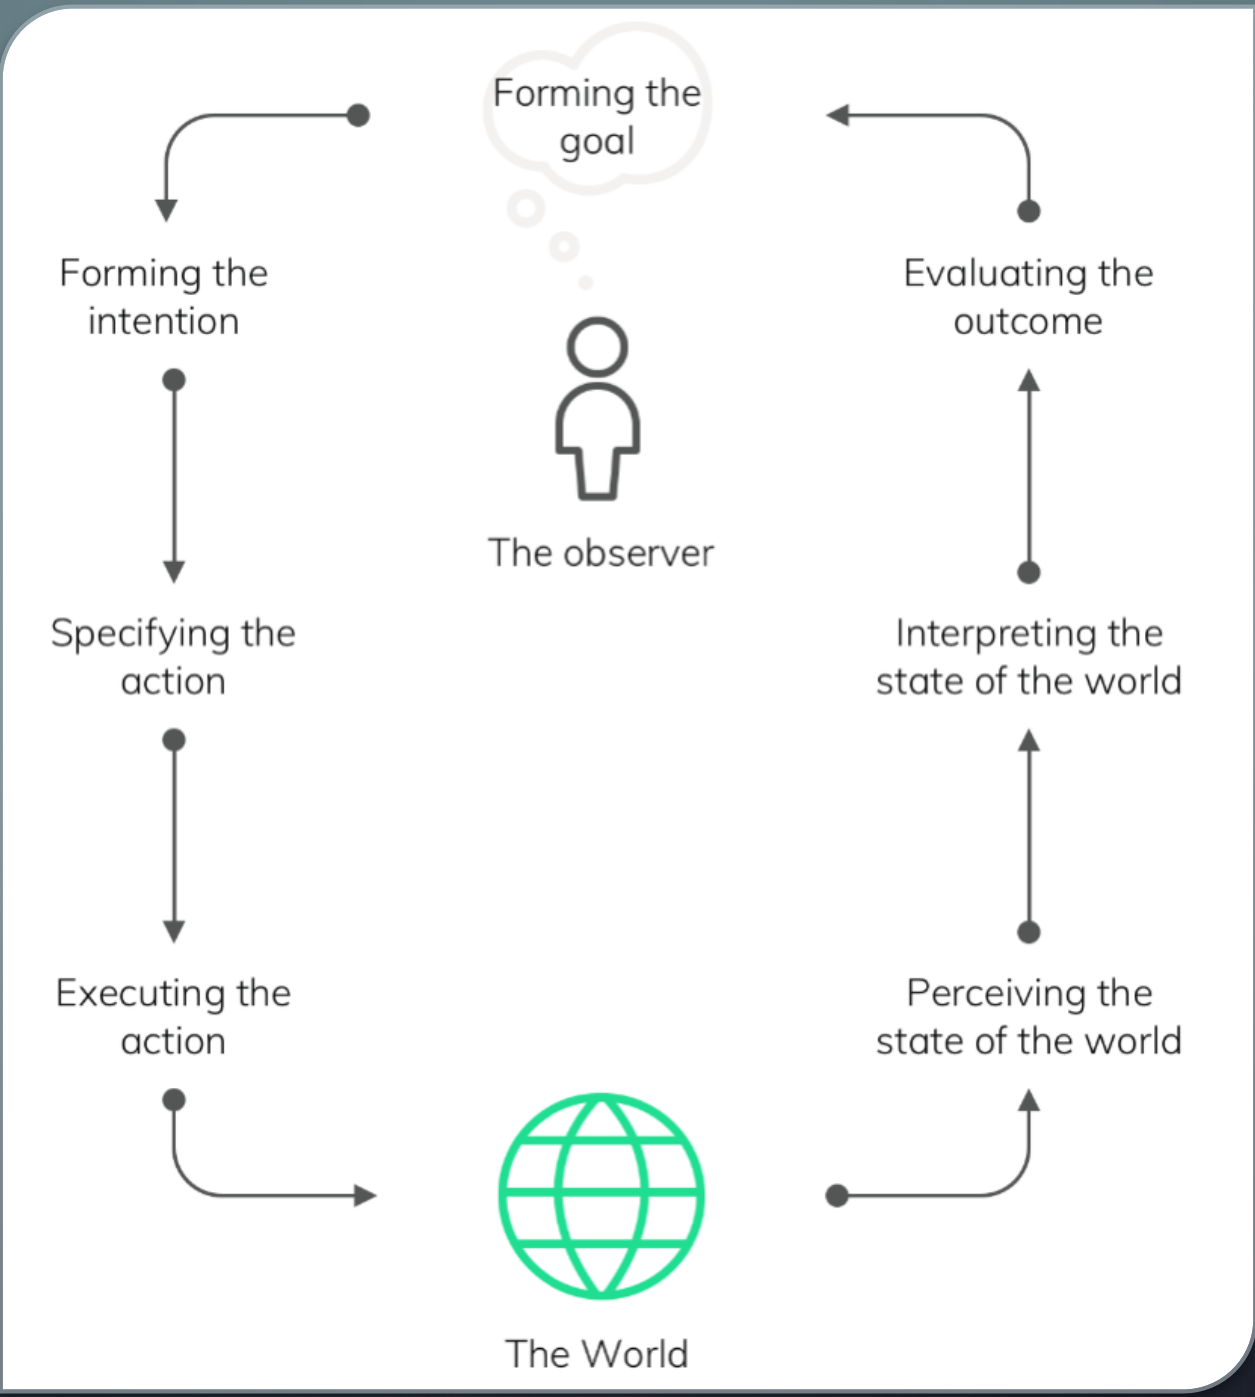 Forming the
goal
Forming the
intention
Evaluating the
outcome
The observer
Specifying the
action
Interpreting the
state of the world
Executing the
action
Perceiving the
state of the world
The World